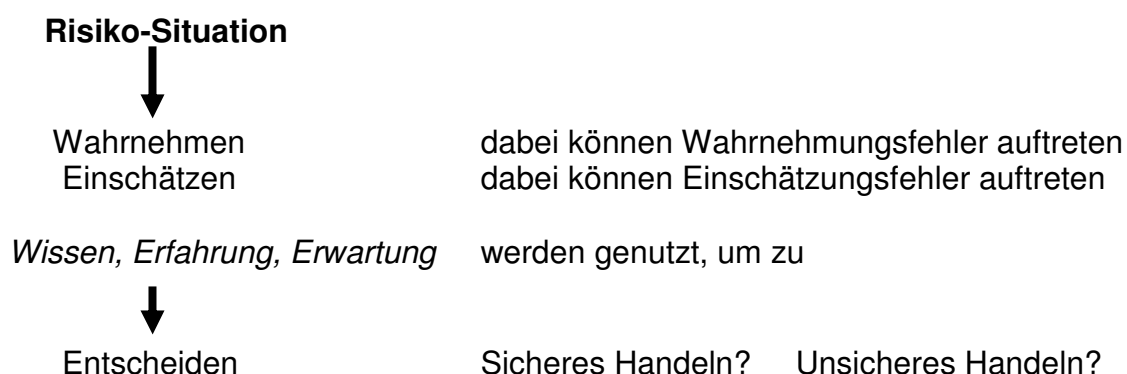 Risiko-Situation
Wahrnehmen dabei können Wahrnehmungsfehler auftreten
Einschätzen dabei können Einschätzungsfehler auftreten
Wissen, Erfahrung, Erwartung werden genutzt, um zu
Entscheiden Sicheres Handeln? Unsicheres Handeln?